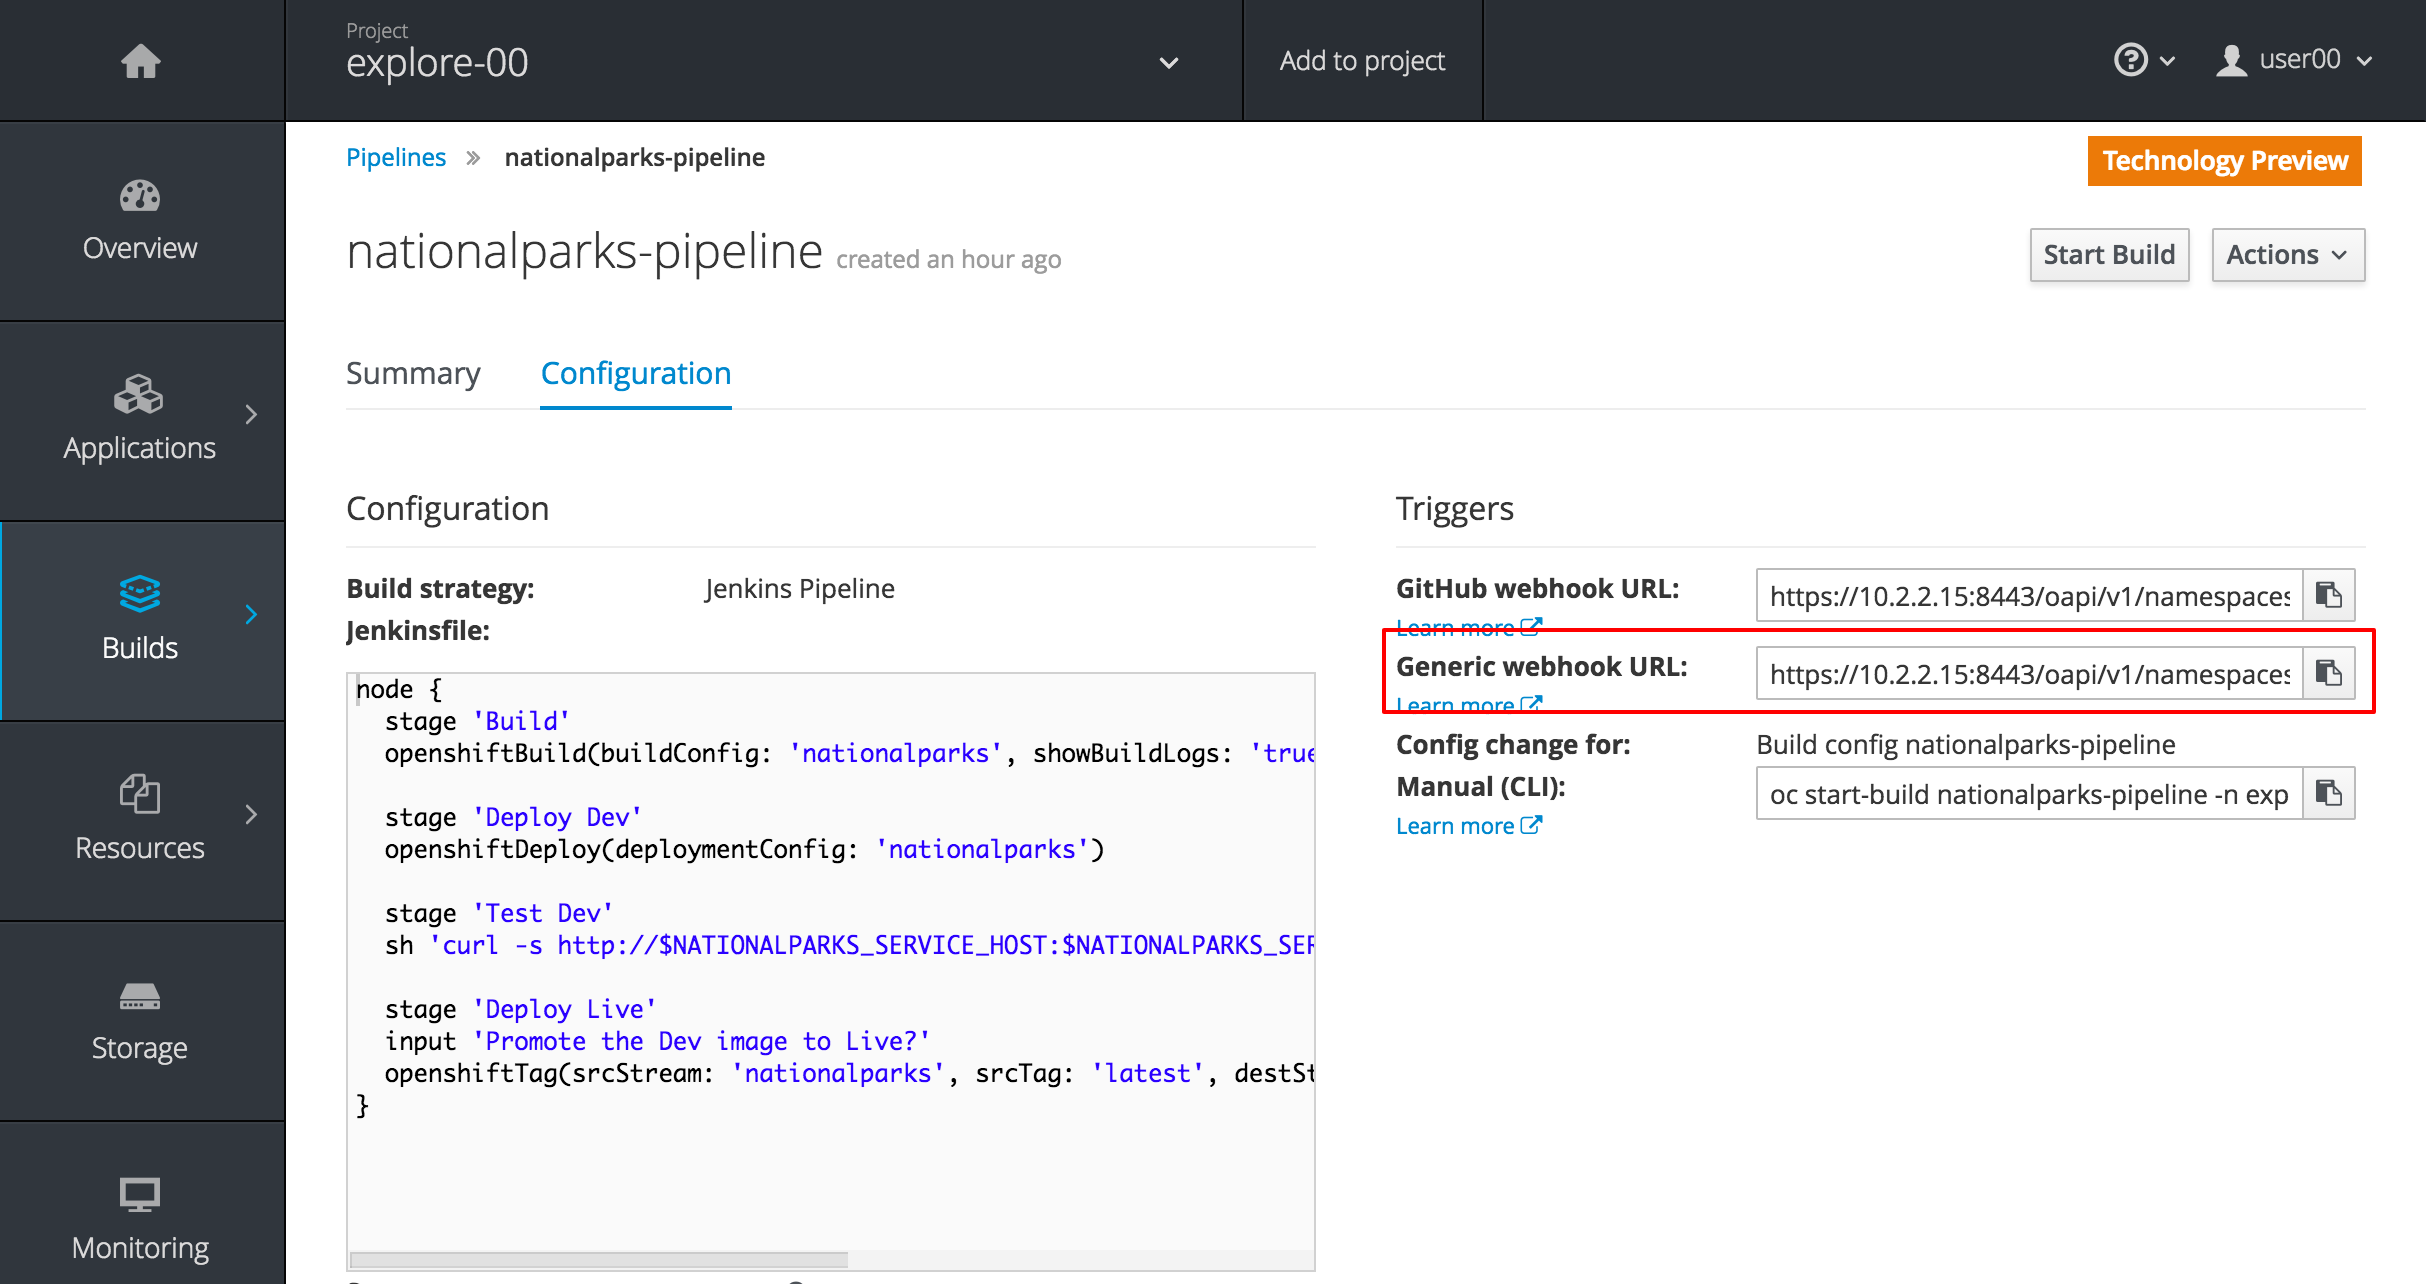 Project
explore-00
Add to project
user00
Overview
Applications
Builds
Resources
Storage
Monitoring
Pipelines » nationalparks-pipeline
Technology Preview
nationalparks-pipeline created an hour ago
Start Build
Actions
Summary
Configuration
Configuration
Build strategy: Jenkins Pipeline
Jenkinsfile:
node {
stage 'Build'
openshiftBuild(buildConfig: 'nationalparks', showBuildLogs: 'true
stage 'Deploy Dev'
openshiftDeploy(deploymentConfig: 'nationalparks')
stage 'Test Dev'
sh 'curl -s http://$NATIONALPARKS_SERVICE_HOST:$NATIONALPARKS_SER
stage 'Deploy Live'
input 'Promote the Dev image to Live?'
openshiftTag(srcStream: 'nationalparks', srcTag: 'latest', destSt
}
Triggers
GitHub webhook URL: https://10.2.2.15:8443/oapi/v1/namespaces
Learn more
Generic webhook URL: https://10.2.2.15:8443/oapi/v1/namespaces
Learn more
Config change for: Build config nationalparks-pipeline
Manual (CLI): oc start-build nationalparks-pipeline -n exp
Learn more